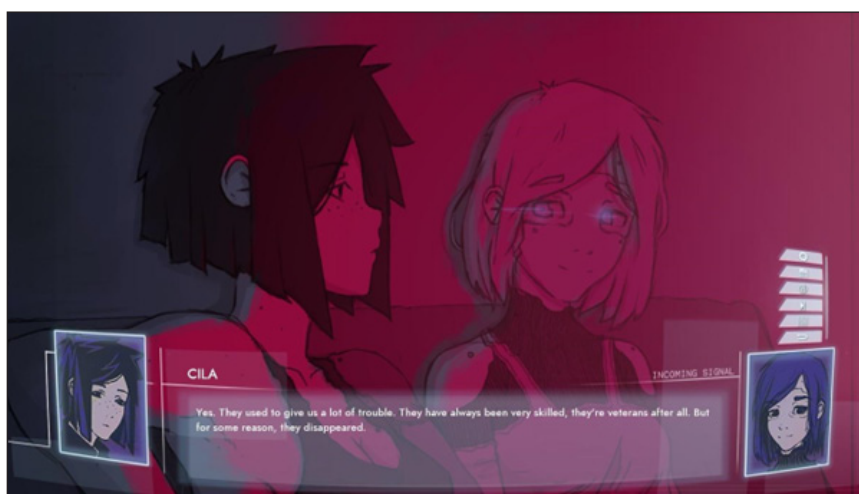 CILA
INCOMING SIGNAL
Yes. They used to give us a lot of trouble. They have always been very skilled, they're veterans after all. But
for some reason, they disappeared.